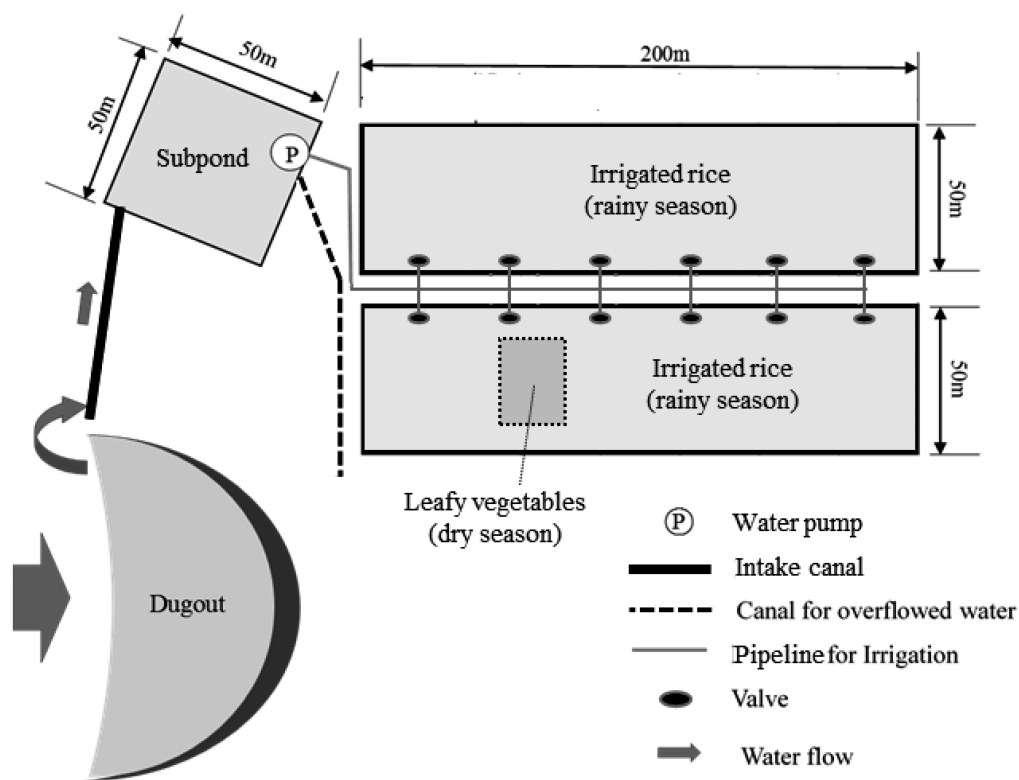 50m
200m
50m
Subpond
P
Irrigated rice
(rainy season)
50m
Irrigated rice
(rainy season)
50m
Leafy vegetables
(dry season)
Dugout
P Water pump
Intake canal
Canal for overflowed water
Pipeline for Irrigation
Valve
Water flow